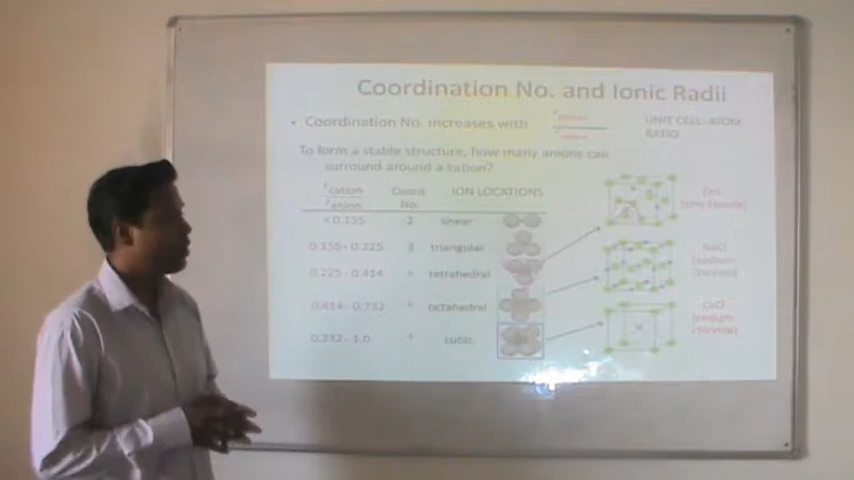 Coordination No. and Ionic Radii
• Coordination No. increases with
UNIT CELL-ATOM
RATIO
To form a stable structure, how many anions can
surround around a cation?
r cation
r anion
Coord
No.
ION LOCATIONS
< 0.155 2 linear
0.155 - 0.225 3 triangular
0.225 - 0.414 tetrahedral
0.414 - 0.732 octahedral
0.732 - 1.0 cubic
NaCl
(sodium
chloride)
CsCl
chloride)